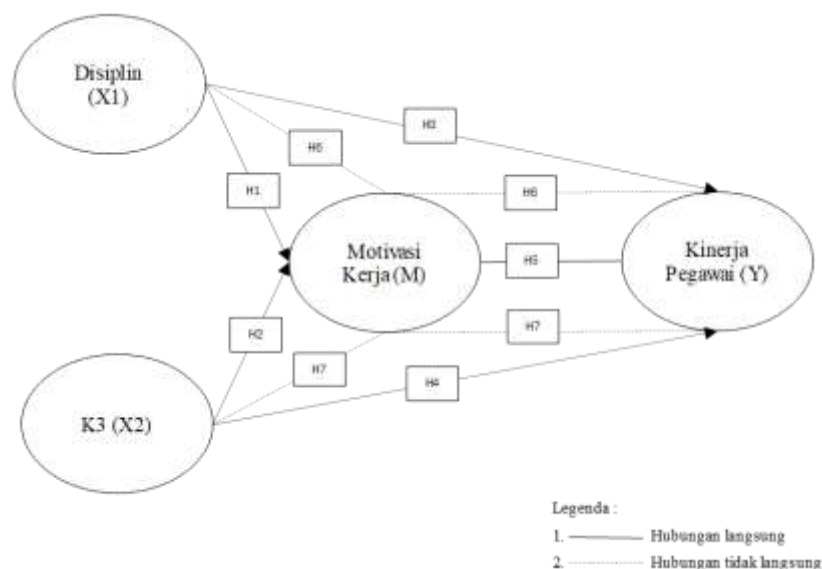 Disiplin
(X1)
H3
H6
H1
H6
Motivasi
Kerja (M)
H5
Kinerja
Pegawai (Y)
H2
H7
H7
H4
K3 (X2)
Legenda :
1. Hubungan langsung
2. Hubungan tidak langsung